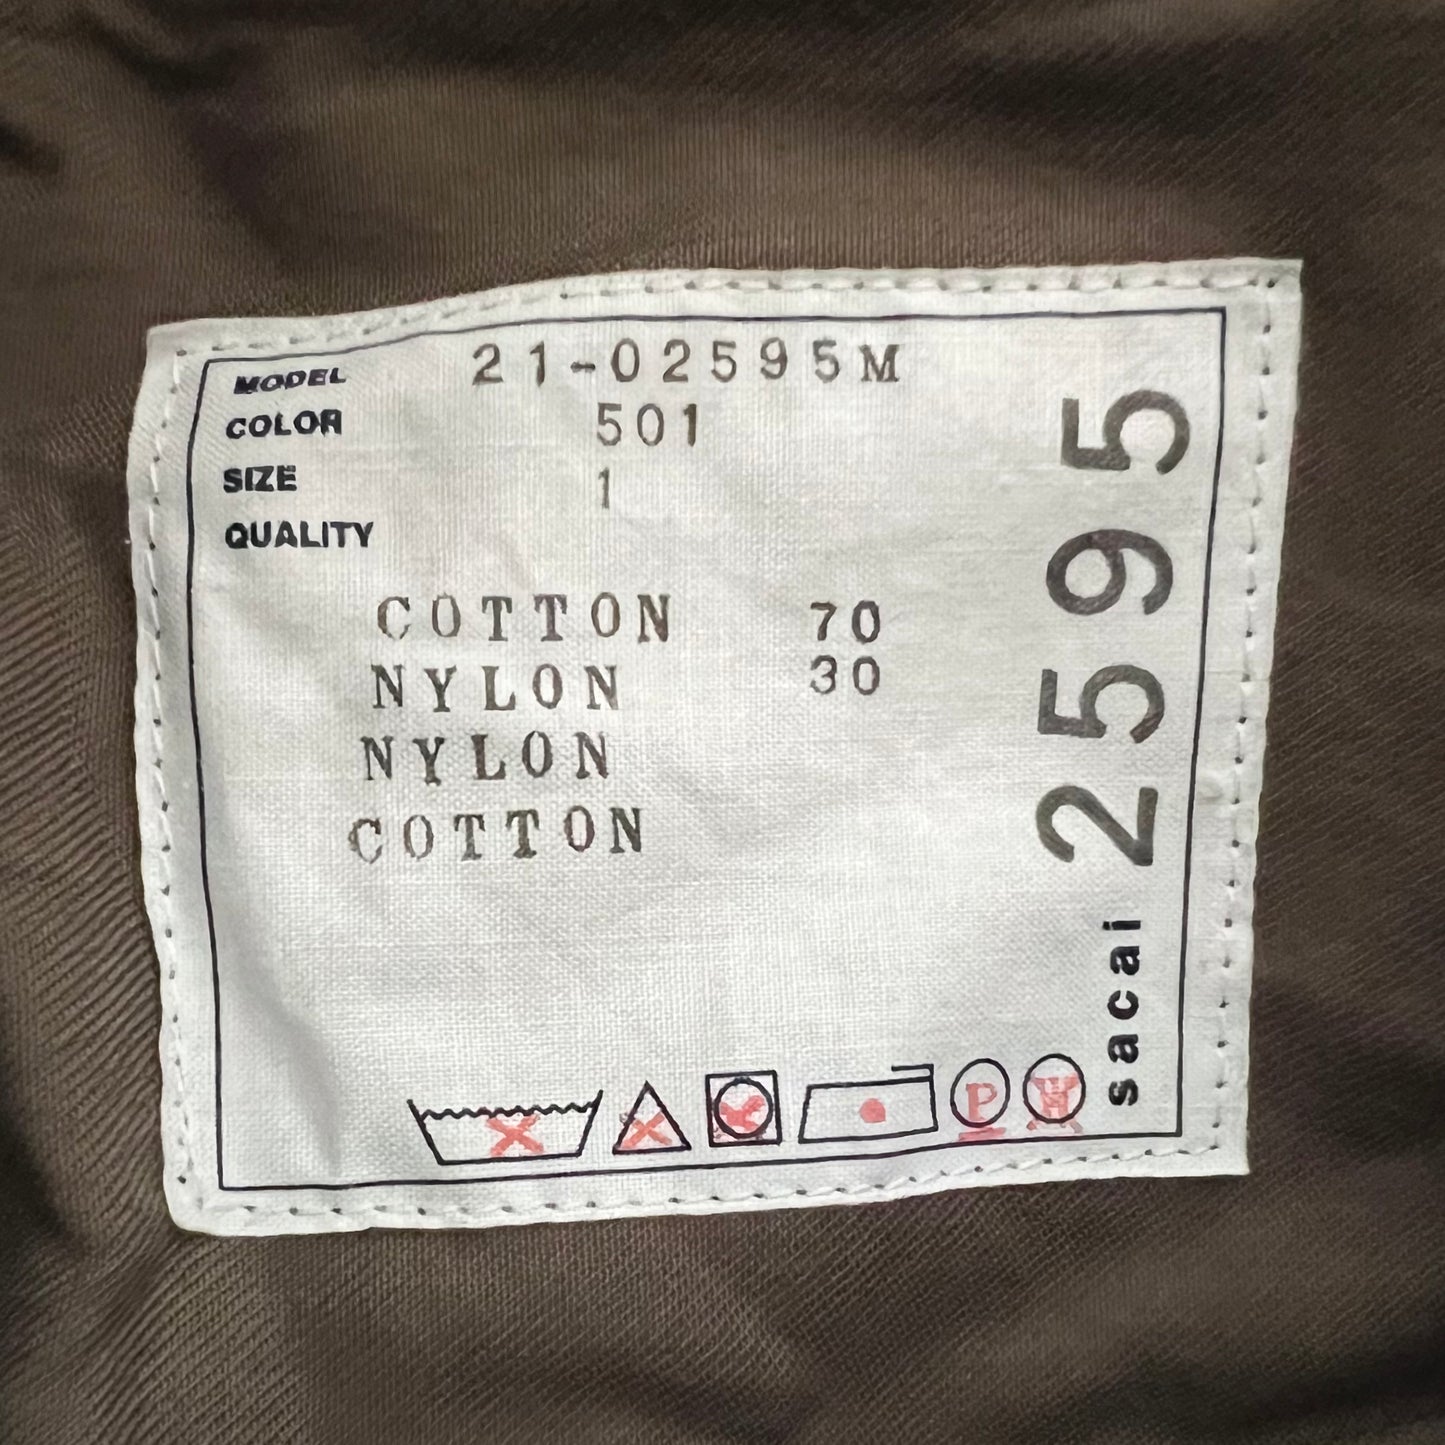 MODEL 21-02595M
COLOR 501
SIZE 1
QUALITY
COTTON 70
NYLON 30
NYLON
COTTON
P
W
sacai 2595